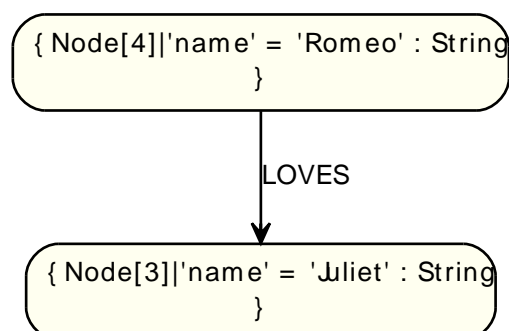 { Node[4]|'name' = 'Romeo' : String
}
LOVES
{ Node[3]|'name' = 'Juliet' : String
}